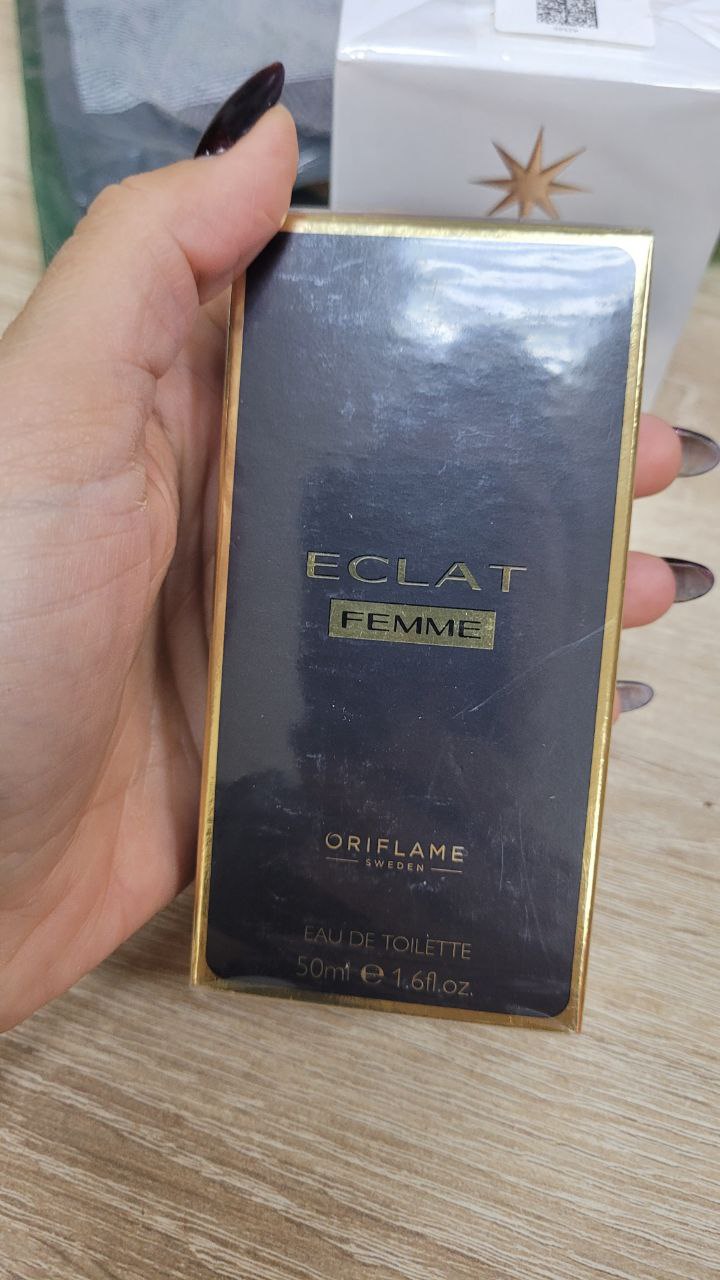 ECLAT
FEMME
ORIFLAME
SWEDEN
EAU DE TOILETTE
50ml ℮ 1.6fl.oz.